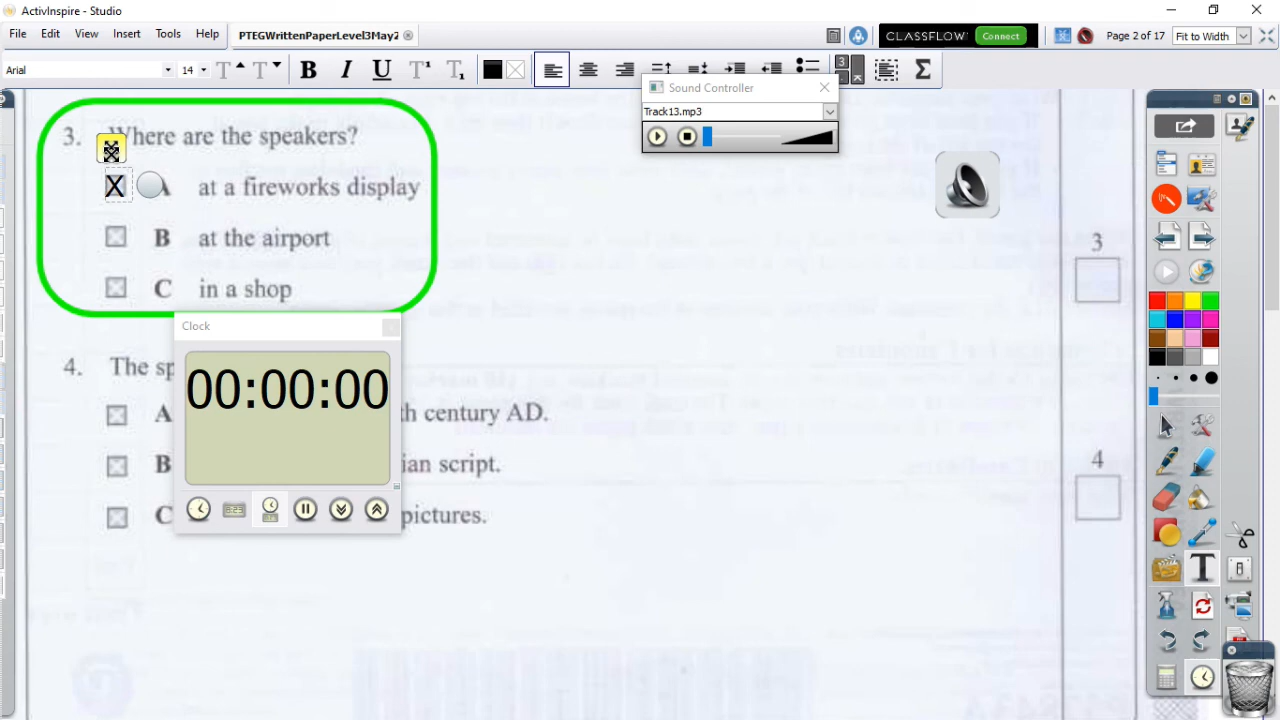 ActivInspire - Studio
File Edit View Insert Tools Help PTEGWrittenPaperLevel3May2 CLASSFLOW Connect Page 2 of 17 Fit to Width
Arial 14 B I U T T Σ
Sound Controller
Track13.mp3
3. Where are the speakers?
X A at a fireworks display
B at the airport
C in a shop
3
Clock
00:00:00
4. The sp
A th century AD.
B ian script.
C pictures.
4